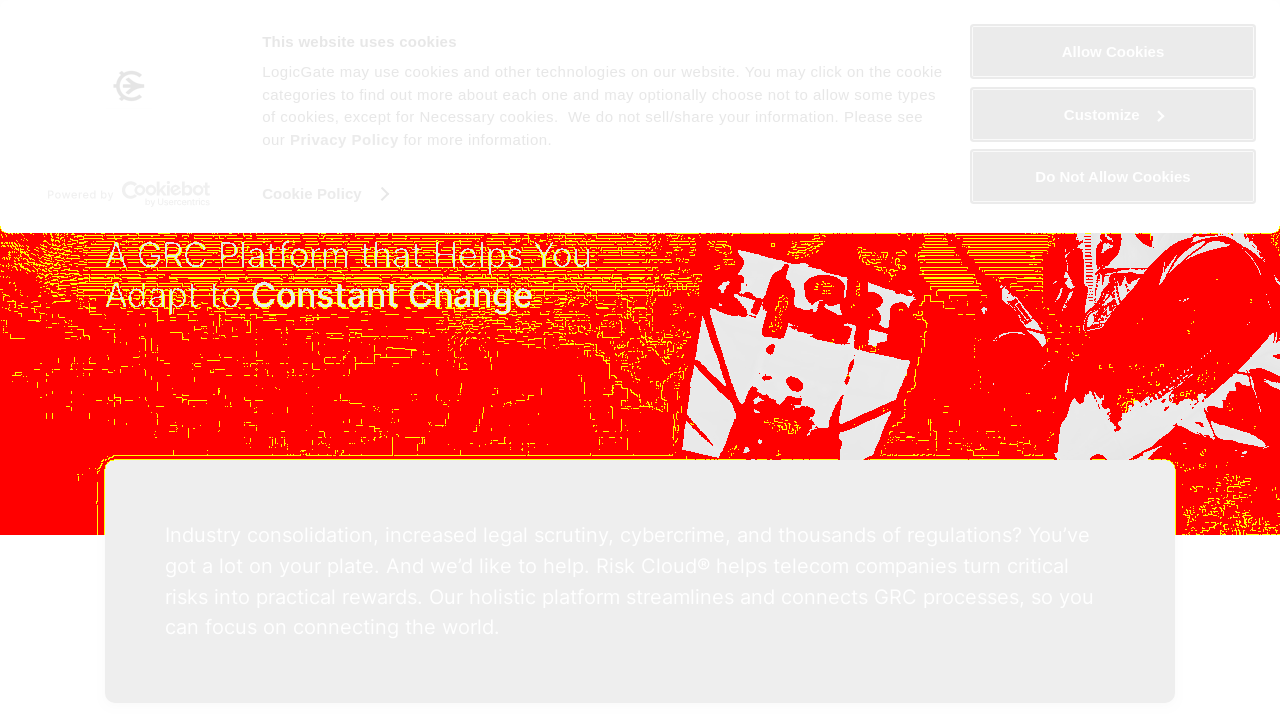 This website uses cookies
LogicGate may use cookies and other technologies on our website. You may click on the cookie
categories to find out more about each one and may optionally choose not to allow some types
of cookies, except for Necessary cookies.  We do not sell/share your information. Please see
our Privacy Policy for more information.
Powered by Cookiebot
by Usercentrics
Cookie Policy
Allow Cookies
Customize
Do Not Allow Cookies
A GRC Platform that Helps You
Adapt to Constant Change
Industry consolidation, increased legal scrutiny, cybercrime, and thousands of regulations? You’ve
got a lot on your plate. And we’d like to help. Risk Cloud® helps telecom companies turn critical
risks into practical rewards. Our holistic platform streamlines and connects GRC processes, so you
can focus on connecting the world.